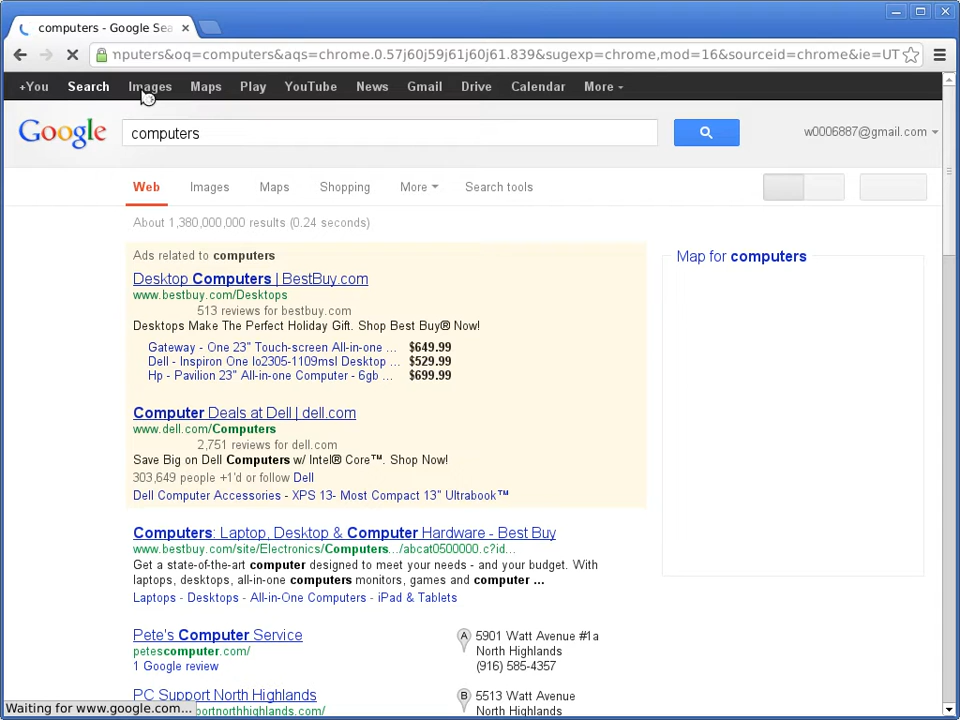 computers - Google Sea
mputers&oq=computers&aqs=chrome.0.57j60j59j61j60j61.839&sugexp=chrome,mod=16&sourceid=chrome&ie=UT
+You Search Images Maps Play YouTube News Gmail Drive Calendar More
Google computers w0006887@gmail.com
Web Images Maps Shopping More Search tools
About 1,380,000,000 results (0.24 seconds)
Ads related to computers
Desktop Computers | BestBuy.com
www.bestbuy.com/Desktops
513 reviews for bestbuy.com
Desktops Make The Perfect Holiday Gift. Shop Best Buy® Now!
Gateway - One 23" Touch-screen All-in-one ... $649.99
Dell - Inspiron One Io2305-1109msl Desktop ... $529.99
Hp - Pavilion 23" All-in-one Computer - 6gb ... $699.99
Computer Deals at Dell | dell.com
www.dell.com/Computers
2,751 reviews for dell.com
Save Big on Dell Computers w/ Intel® Core™. Shop Now!
303,649 people +1'd or follow Dell
Dell Computer Accessories - XPS 13- Most Compact 13" Ultrabook™
Map for computers
Computers: Laptop, Desktop & Computer Hardware - Best Buy
www.bestbuy.com/site/Electronics/Computers.../abcat0500000.c?id...
Get a state-of-the-art computer designed to meet your needs - and your budget. With
laptops, desktops, all-in-one computers monitors, games and computer ...
Laptops - Desktops - All-in-One Computers - iPad & Tablets
Pete's Computer Service
petescomputer.com/
1 Google review
A 5901 Watt Avenue #1a
North Highlands
(916) 585-4357
PC Support North Highlands
portnorthhighlands.com/
B 5513 Watt Avenue
North Highlands
Waiting for www.google.com...